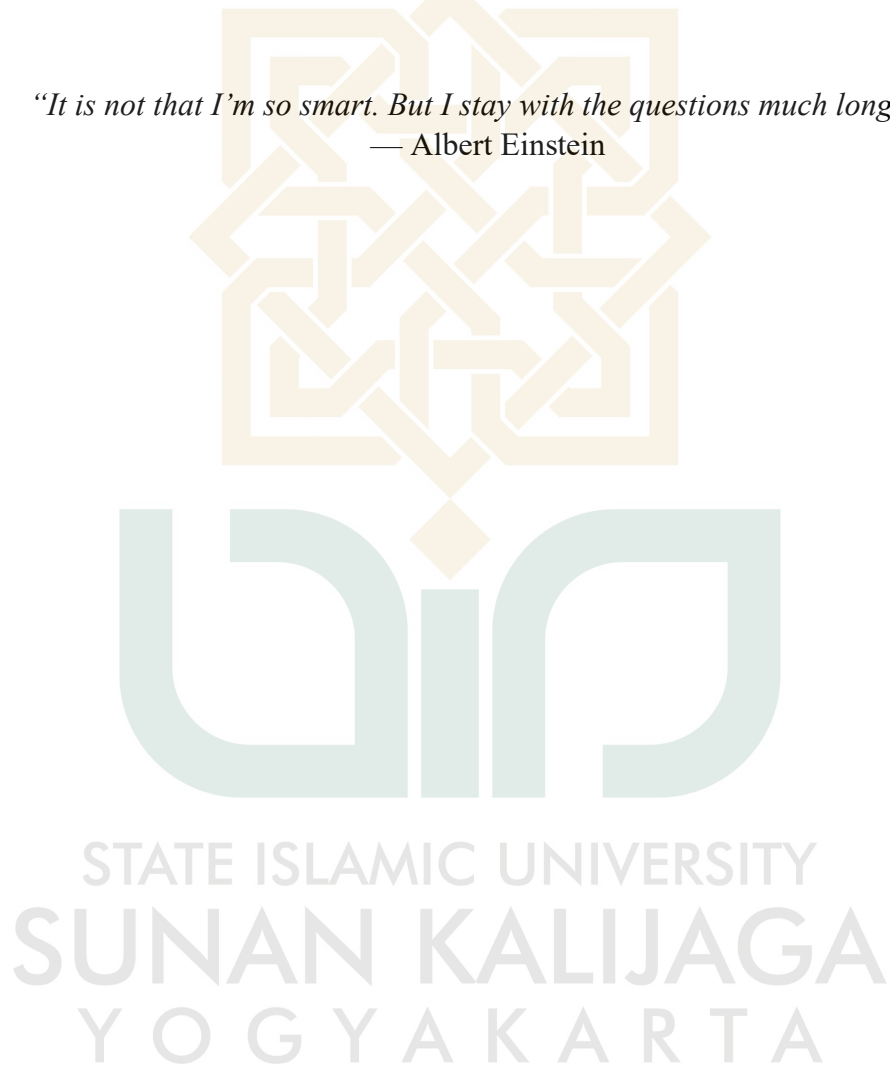 “It is not that I’m so smart. But I stay with the questions much long
— Albert Einstein
STATE ISLAMIC UNIVERSITY
SUNAN KALIJAGA
YOGYAKARTA